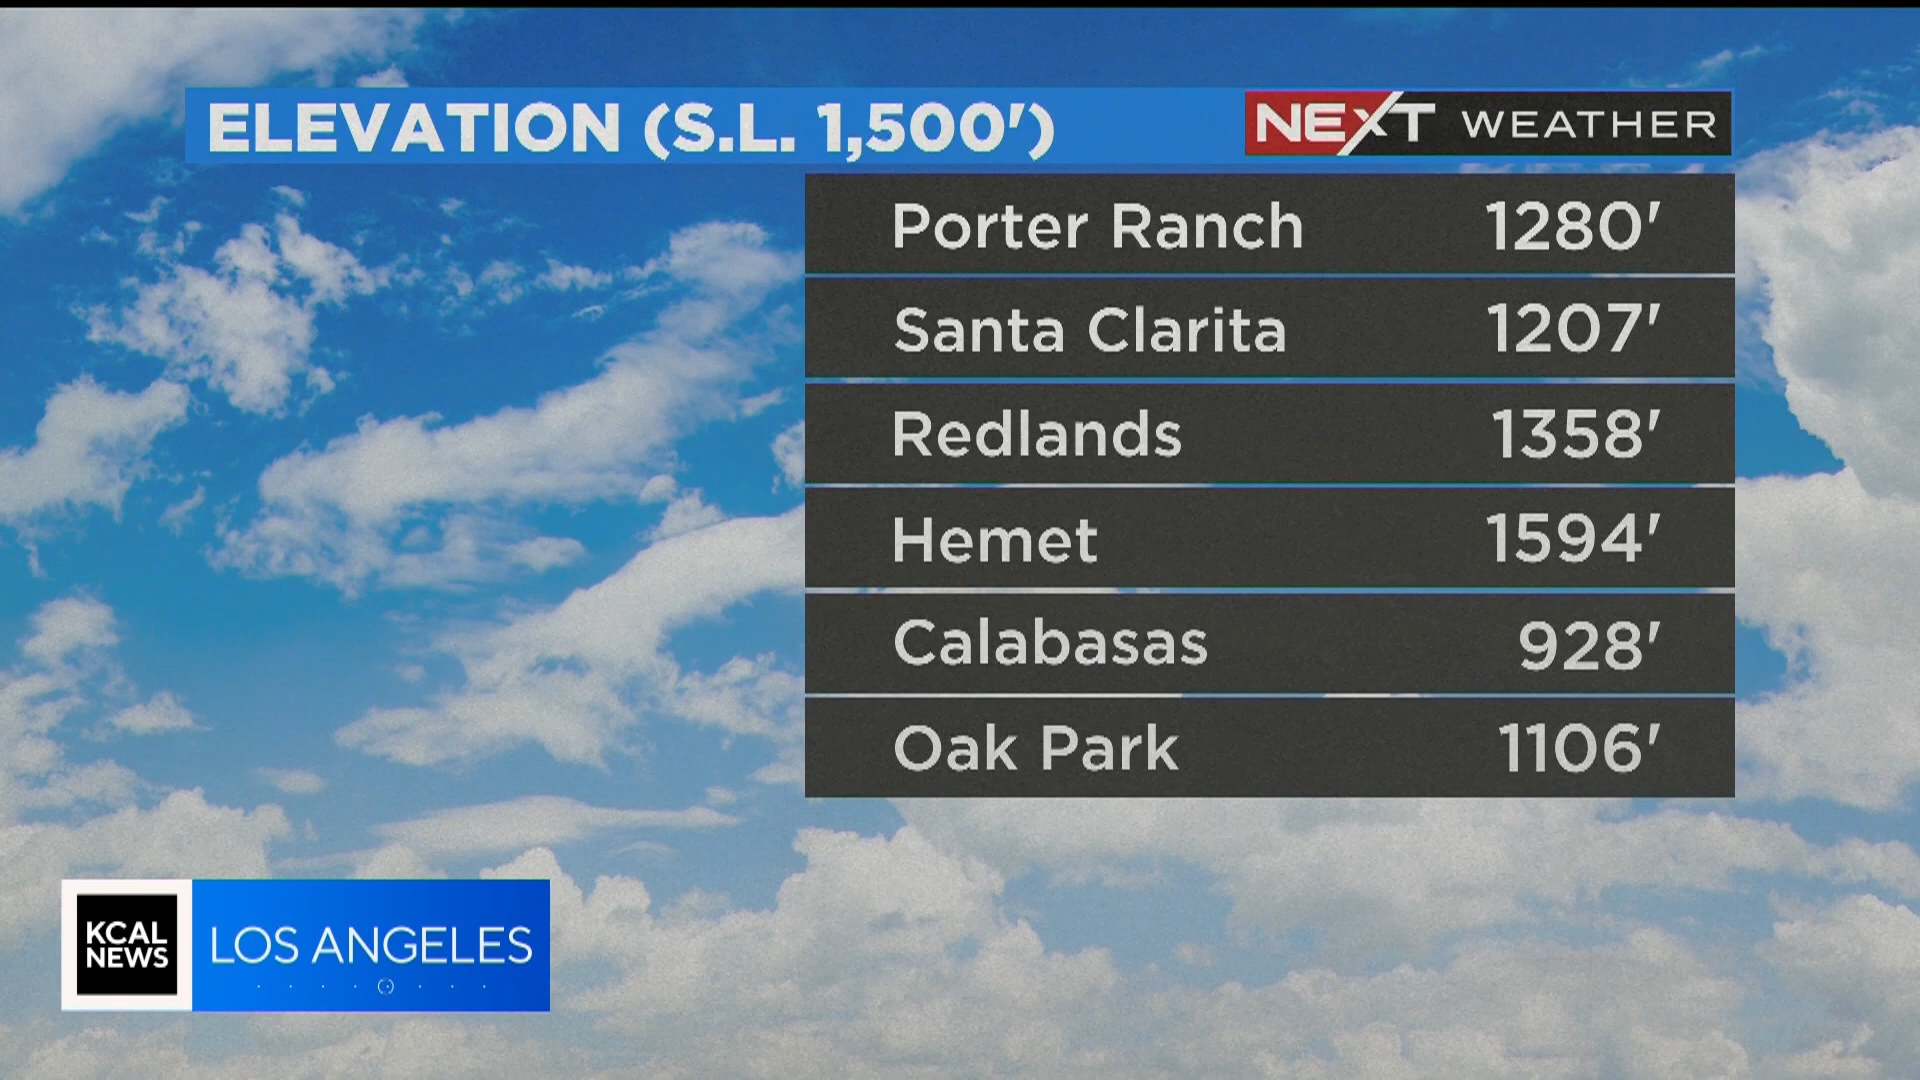 ELEVATION (S.L. 1,500')
NEXT WEATHER
Porter Ranch 1280'
Santa Clarita 1207'
Redlands 1358'
Hemet 1594'
Calabasas 928'
Oak Park 1106'
KCAL
NEWS
LOS ANGELES